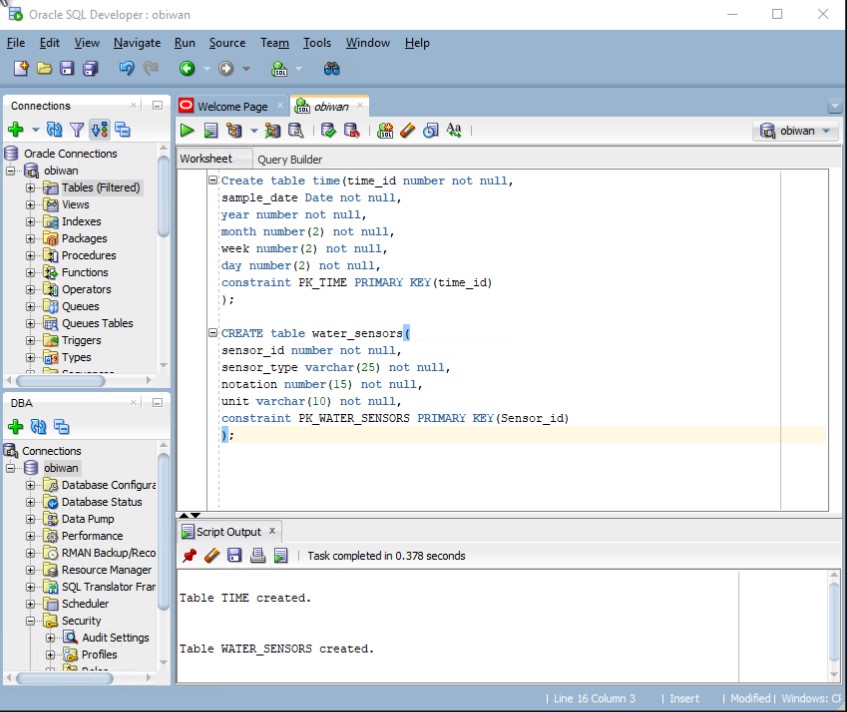 Oracle SQL Developer : obiwan
File Edit View Navigate Run Source Team Tools Window Help
Connections
Welcome Page
obiwan
obiwan
Oracle Connections
obiwan
Tables (Filtered)
Views
Indexes
Packages
Procedures
Functions
Operators
Queues
Queues Tables
Triggers
Types
Worksheet Query Builder
Create table time(time_id number not null,
sample_date Date not null,
year number not null,
month number(2) not null,
week number(2) not null,
day number(2) not null,
constraint PK_TIME PRIMARY KEY(time_id)
);
CREATE table water_sensors(
sensor_id number not null,
sensor_type varchar(25) not null,
notation number(15) not null,
unit varchar(10) not null,
constraint PK_WATER_SENSORS PRIMARY KEY(Sensor_id)
);
DBA
Connections
obiwan
Database Configura
Database Status
Data Pump
Performance
RMAN Backup/Reco
Resource Manager
SQL Translator Frar
Scheduler
Security
Audit Settings
Profiles
Script Output
Task completed in 0.378 seconds
Table TIME created.
Table WATER_SENSORS created.
Line 16 Column 3 | Insert | Modified | Windows: CF